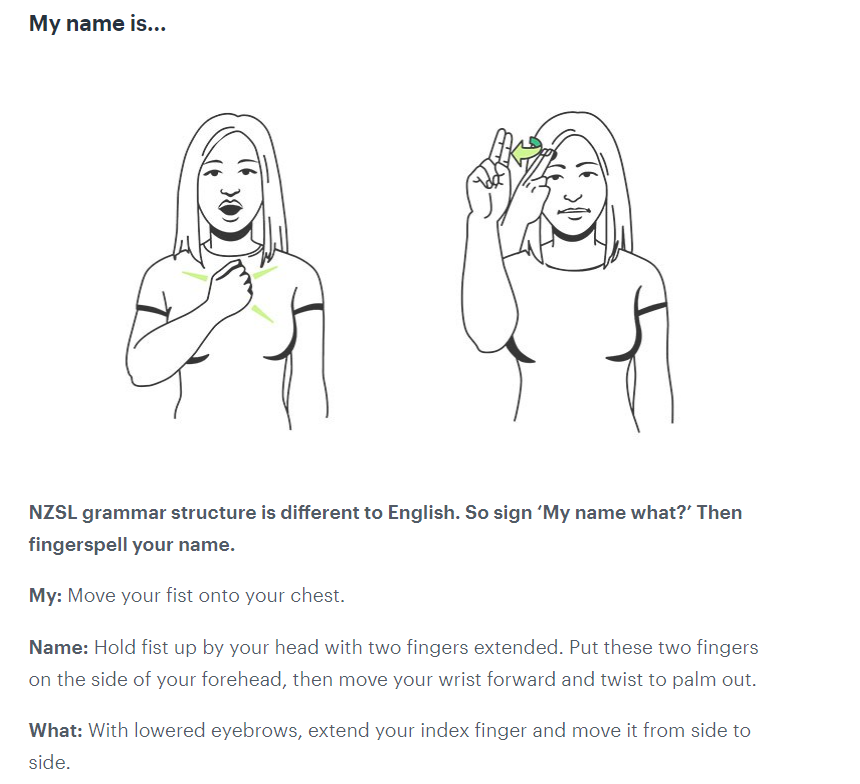 My name is...
NZSL grammar structure is different to English. So sign ‘My name what?’ Then
fingerspell your name.
My: Move your fist onto your chest.
Name: Hold fist up by your head with two fingers extended. Put these two fingers
on the side of your forehead, then move your wrist forward and twist to palm out.
What: With lowered eyebrows, extend your index finger and move it from side to
side.